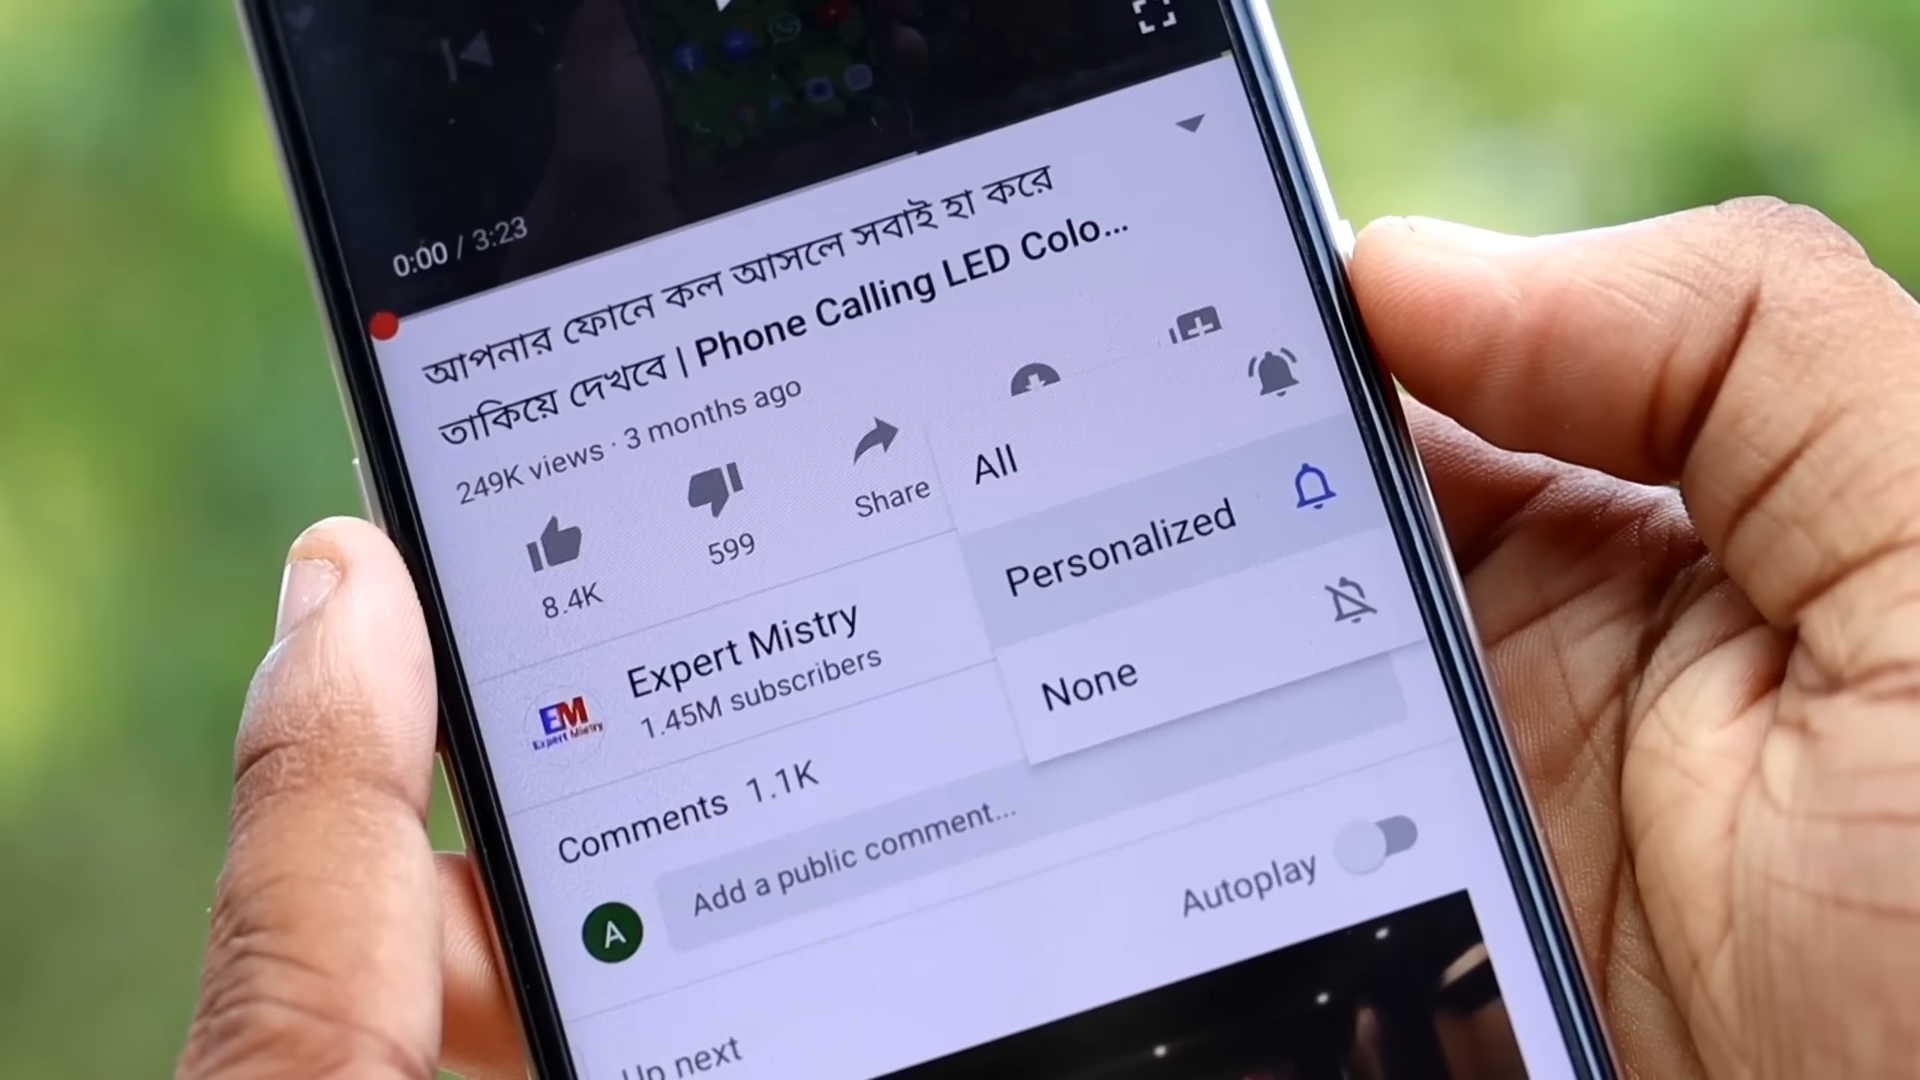 0:00 / 3:23
আপনার ফোনে কল আসলে সবাই হা করে
তাকিয়ে দেখবে | Phone Calling LED Colo...
249K views · 3 months ago
8.4K
599
Share
All
Personalized
None
EM
Expert Mistry
Expert Mistry
1.45M subscribers
Comments 1.1K
A
Add a public comment...
Autoplay
Up next